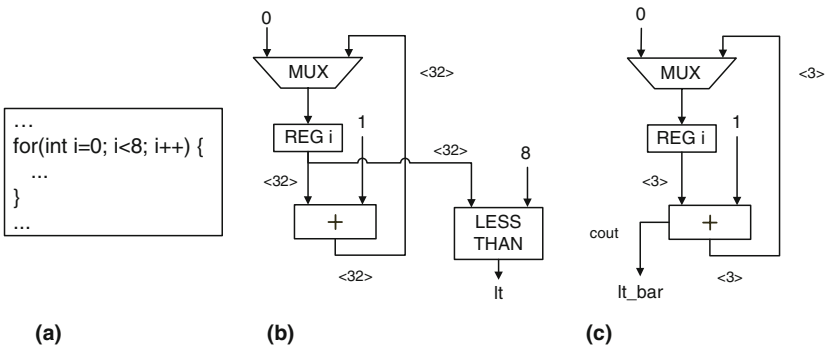 ...
for(int i=0; i<8; i++) {
...
}
...
(a)
0
MUX
<32>
REG i
1
<32>
<32>
8
+
LESS
THAN
<32>
lt
(b)
0
MUX
<3>
REG i
1
<3>
+
cout
<3>
lt_bar
(c)